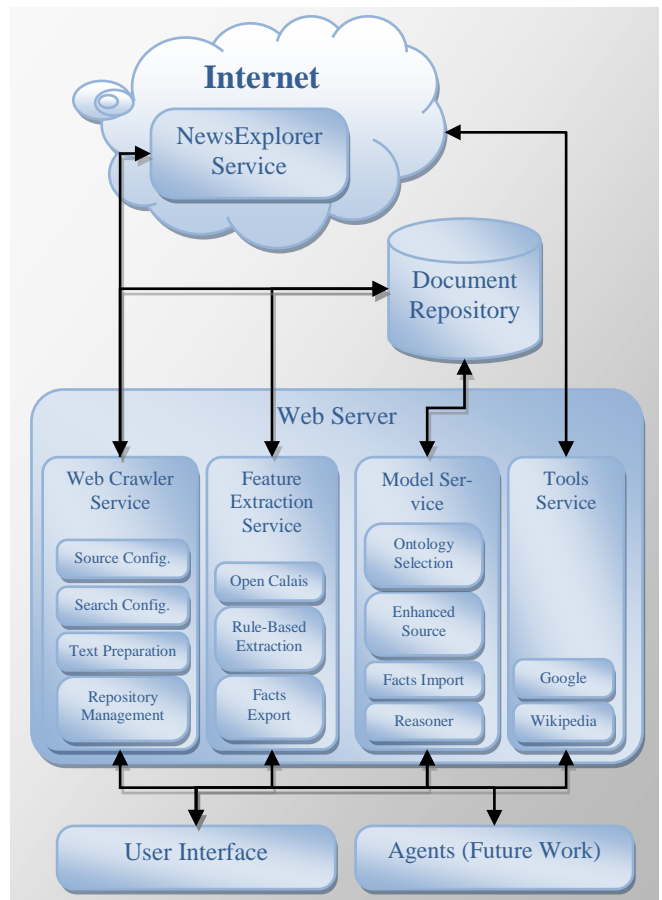 Internet
NewsExplorer
Service
Document
Repository
Web Server
Web Crawler
Service
Source Config.
Search Config.
Text Preparation
Repository
Management
Feature
Extraction
Service
Open Calais
Rule-Based
Extraction
Facts
Export
Model Ser-
vice
Ontology
Selection
Enhanced
Source
Facts Import
Reasoner
Tools
Service
Google
Wikipedia
User Interface
Agents (Future Work)